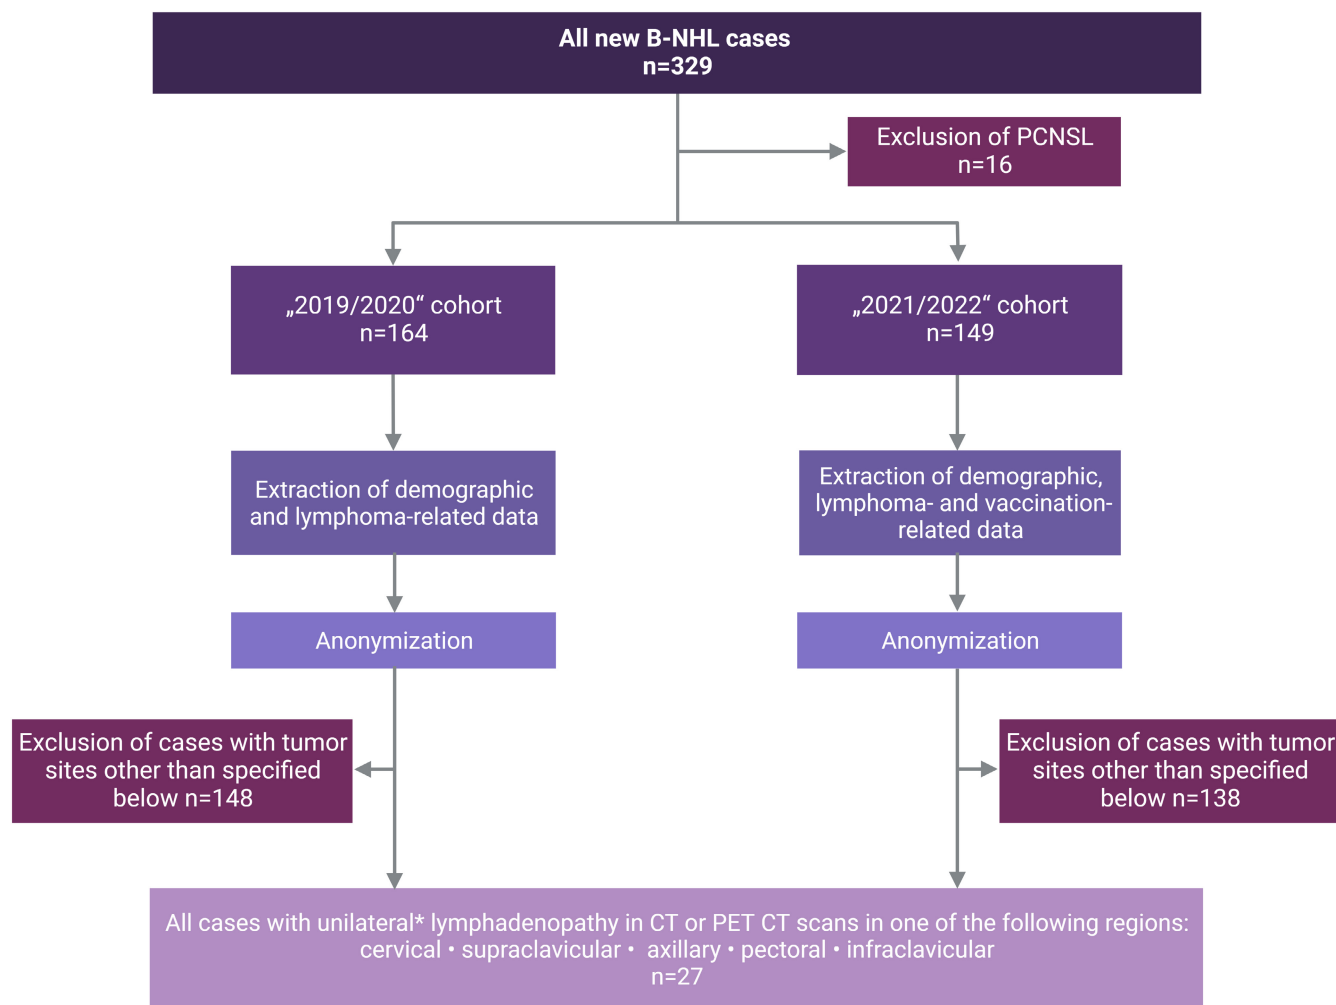 All new B-NHL cases
n=329
Exclusion of PCNSL
n=16
„2019/2020“ cohort
n=164
„2021/2022“ cohort
n=149
Extraction of demographic
and lymphoma-related data
Extraction of demographic,
lymphoma- and vaccination-
related data
Anonymization
Anonymization
Exclusion of cases with tumor
sites other than specified
below n=148
Exclusion of cases with tumor
sites other than specified
below n=138
All cases with unilateral* lymphadenopathy in CT or PET CT scans in one of the following regions:
cervical • supraclavicular • axillary • pectoral • infraclavicular
n=27